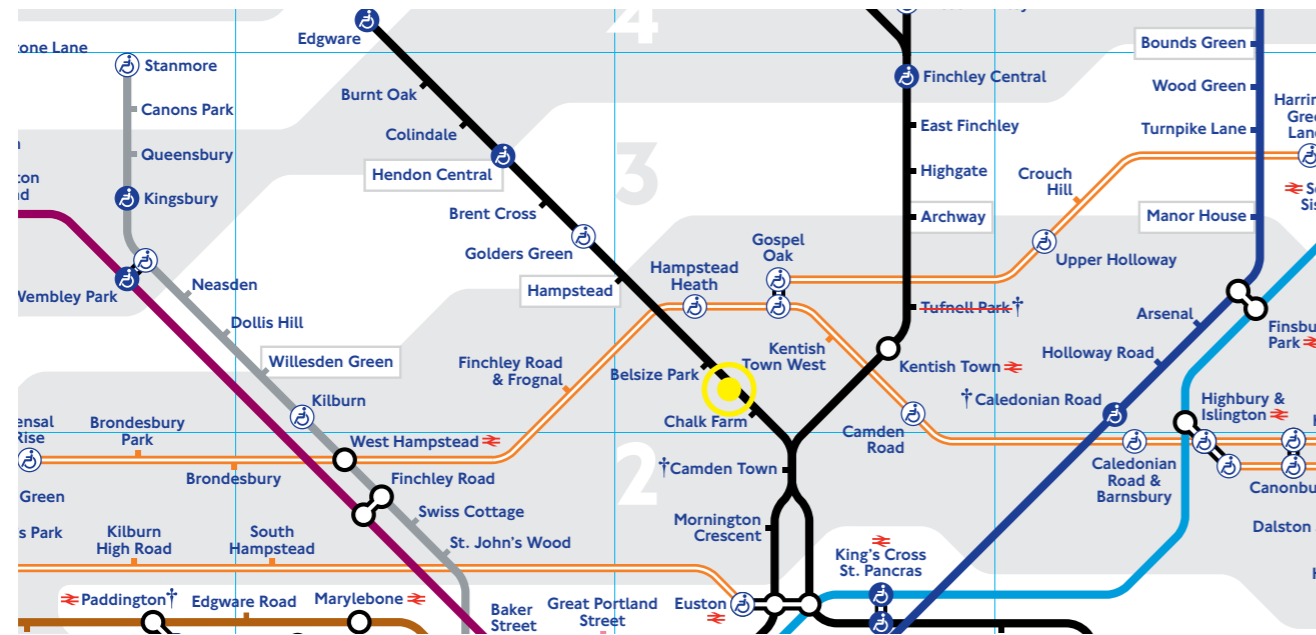 4
Edgware
Stanmore
Canons Park
Queensbury
Kingsbury
Burnt Oak
Colindale
Hendon Central
Brent Cross
Golders Green
Hampstead
3
Finchley Central
East Finchley
Highgate
Archway
Tufnell Park†
Kentish Town
Bounds Green
Wood Green
Turnpike Lane
Manor House
Crouch
Hill
Upper Holloway
Gospel
Oak
Hampstead
Heath
Kentish
Town West
Finchley Road
& Frognal
Belsize Park
Chalk Farm
†Camden Town
Mornington
Crescent
2
Camden
Road
Arsenal
Holloway Road
†Caledonian Road
Highbury &
Islington
Caledonian
Road &
Barnsbury
Dalston
Neasden
Dollis Hill
Willesden Green
Kilburn
West Hampstead
Finchley Road
Swiss Cottage
St. John's Wood
Brondesbury
Park
Brondesbury
Green
Park
Kilburn
High Road
South
Hampstead
Paddington†
Edgware Road
Marylebone
Baker
Street
Great Portland
Street
Euston
King's Cross
St. Pancras
Lane
Park
Park